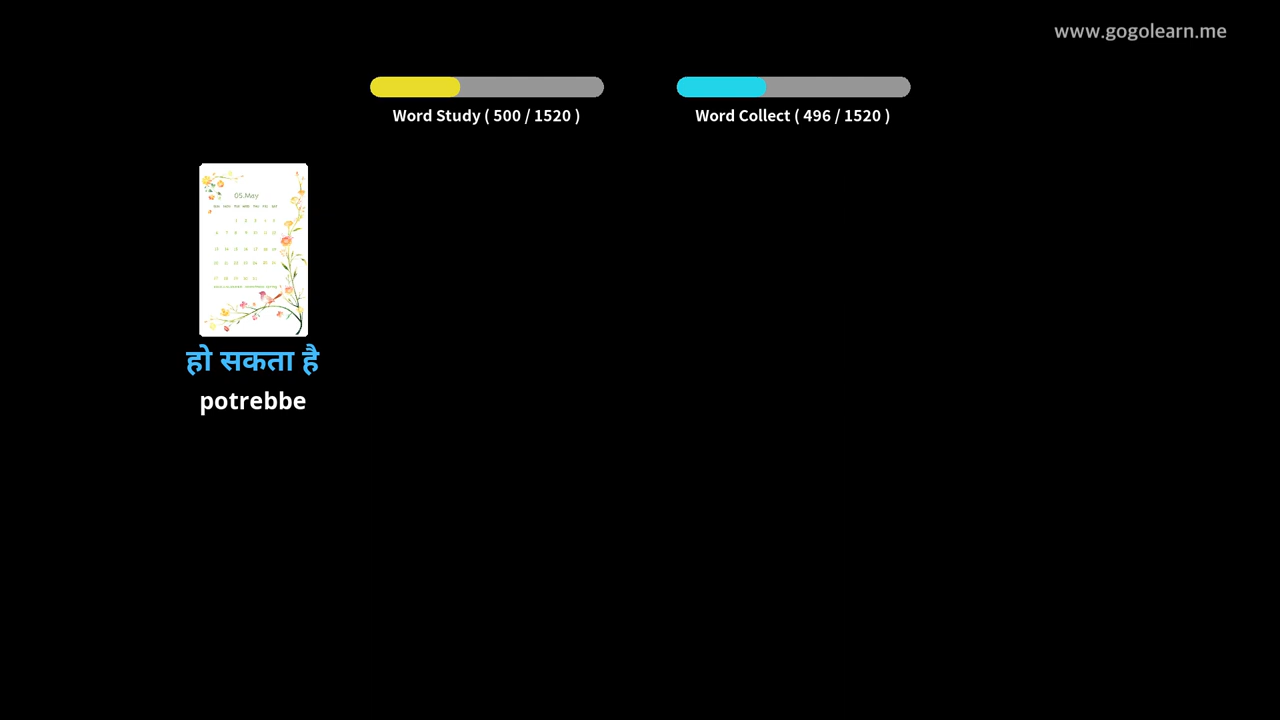 www.gogolearn.me
Word Study ( 500 / 1520 )
Word Collect ( 496 / 1520 )
05.May
हो सकता है
potrebbe